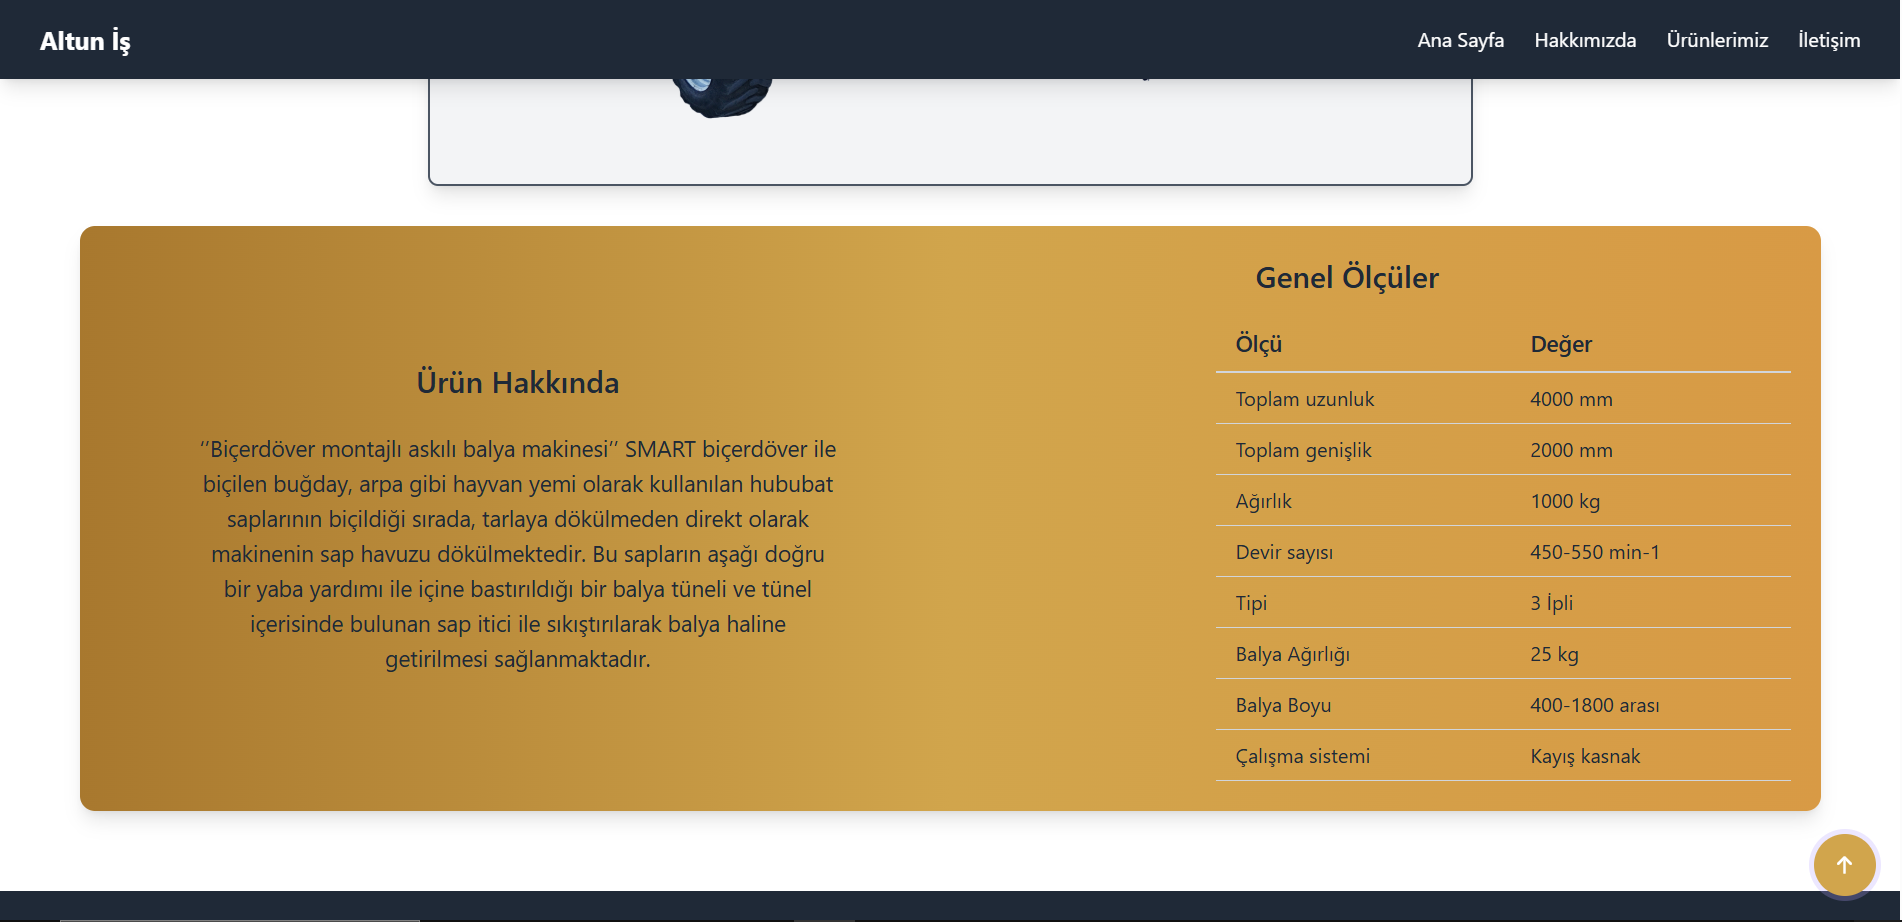 Altun İş
Ana Sayfa Hakkımızda Ürünlerimiz İletişim
Ürün Hakkında
‘’Biçerdöver montajlı askılı balya makinesi’’ SMART biçerdöver ile
biçilen buğday, arpa gibi hayvan yemi olarak kullanılan hububat
saplarının biçildiği sırada, tarlaya dökülmeden direkt olarak
makinenin sap havuzu dökülmektedir. Bu sapların aşağı doğru
bir yaba yardımı ile içine bastırıldığı bir balya tüneli ve tünel
içerisinde bulunan sap itici ile sıkıştırılarak balya haline
getirilmesi sağlanmaktadır.
Genel Ölçüler
Ölçü Değer
Toplam uzunluk 4000 mm
Toplam genişlik 2000 mm
Ağırlık 1000 kg
Devir sayısı 450-550 min-1
Tipi 3 İpli
Balya Ağırlığı 25 kg
Balya Boyu 400-1800 arası
Çalışma sistemi Kayış kasnak